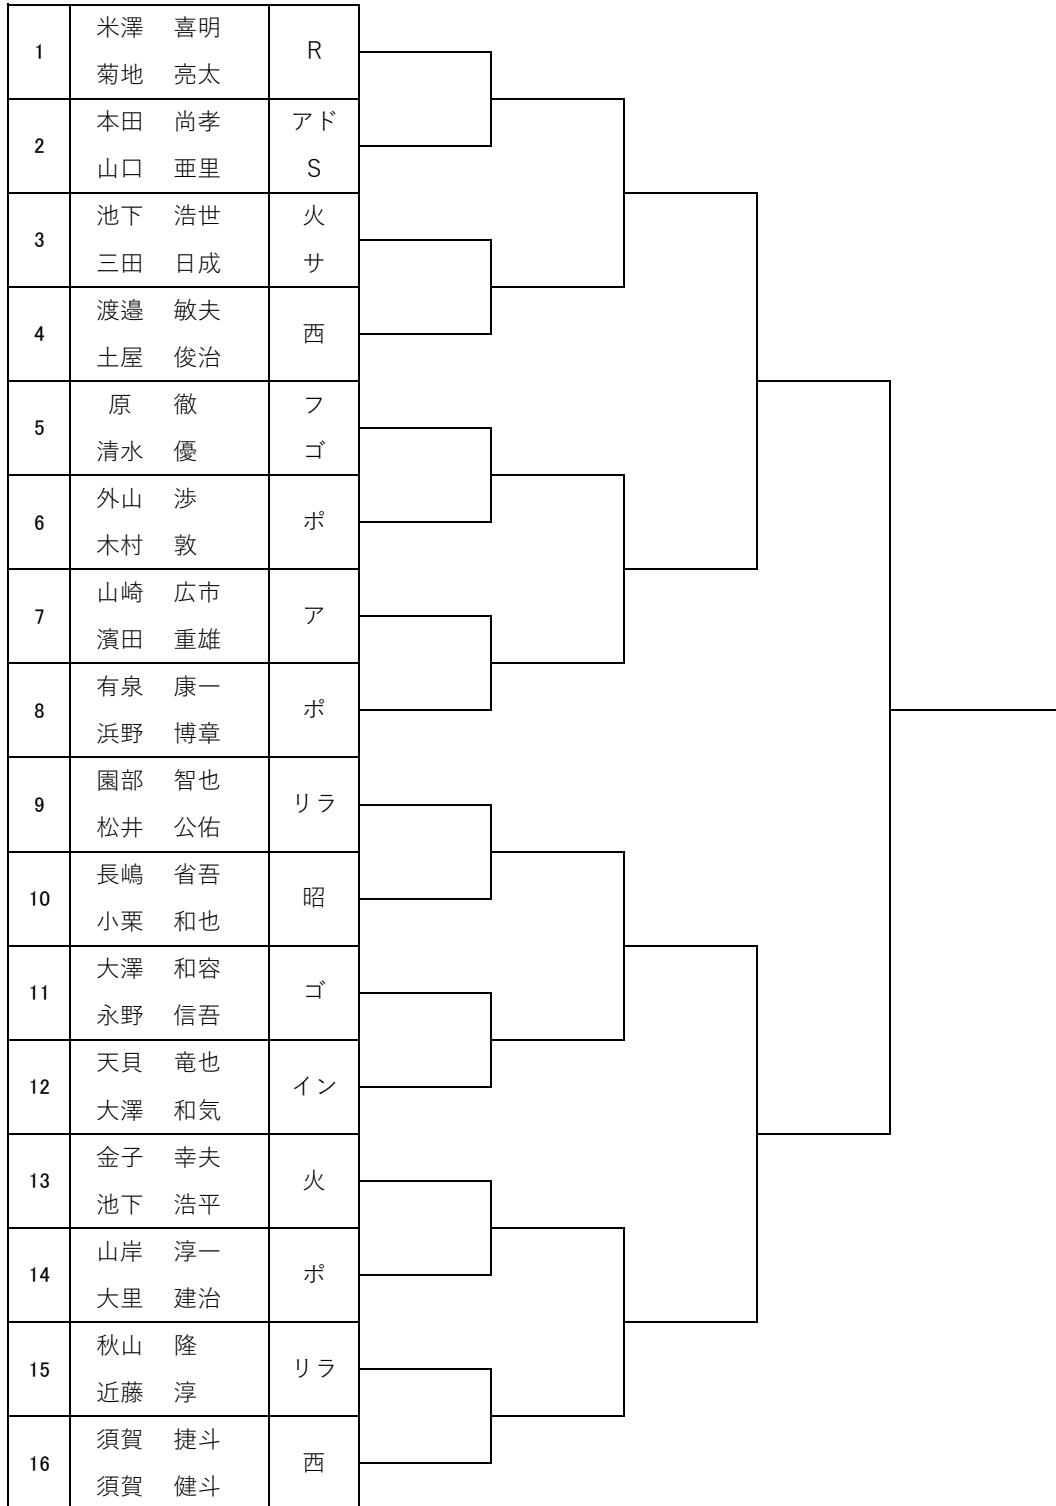 1 米澤 喜明 R
菊地 亮太
2 本田 尚孝 アド
山口 亜里 S
3 池下 浩世 火
三田 日成 サ
4 渡邉 敏夫 西
土屋 俊治
5 原 徹 フ
清水 優 ゴ
6 外山 渉 ポ
木村 敦
7 山崎 広市 ア
濱田 重雄
8 有泉 康一 ポ
浜野 博章
9 園部 智也 リラ
松井 公佑
10 長嶋 省吾 昭
小栗 和也
11 大澤 和容 ゴ
永野 信吾
12 天貝 竜也 イン
大澤 和気
13 金子 幸夫 火
池下 浩平
14 山岸 淳一 ポ
大里 建治
15 秋山 隆 リラ
近藤 淳
16 須賀 捷斗 西
須賀 健斗